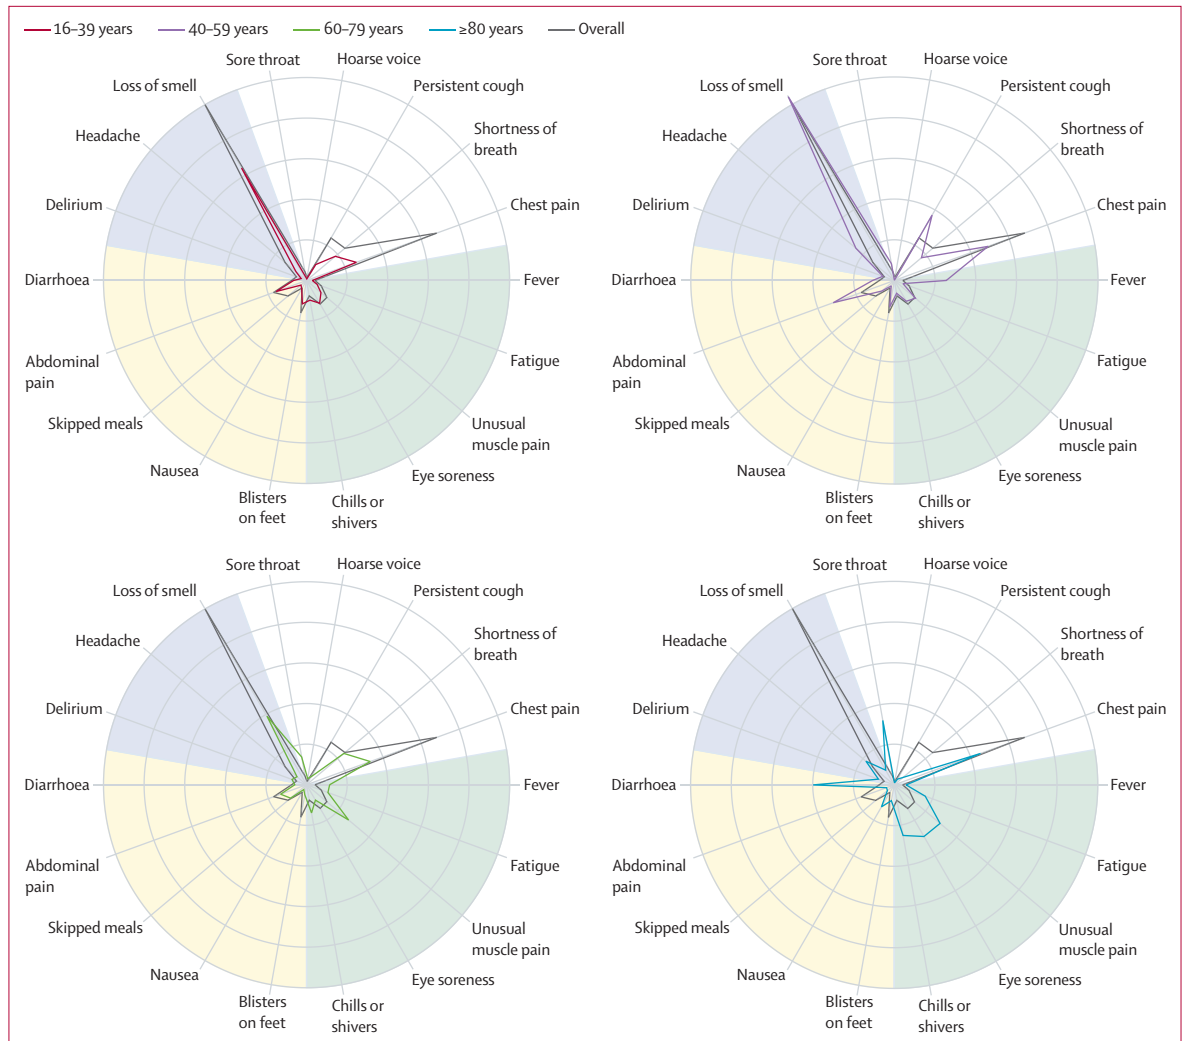 16–39 years
40–59 years
60–79 years
≥80 years
Overall
Sore throat
Hoarse voice
Loss of smell
Persistent cough
Headache
Shortness of
breath
Delirium
Chest pain
Diarrhoea
Fever
Abdominal
pain
Fatigue
Skipped meals
Unusual
muscle pain
Nausea
Eye soreness
Blisters
on feet
Chills or
shivers
Sore throat
Hoarse voice
Loss of smell
Persistent cough
Headache
Shortness of
breath
Delirium
Chest pain
Diarrhoea
Fever
Abdominal
pain
Fatigue
Skipped meals
Unusual
muscle pain
Nausea
Eye soreness
Blisters
on feet
Chills or
shivers
Sore throat
Hoarse voice
Loss of smell
Persistent cough
Headache
Shortness of
breath
Delirium
Chest pain
Diarrhoea
Fever
Abdominal
pain
Fatigue
Skipped meals
Unusual
muscle pain
Nausea
Eye soreness
Blisters
on feet
Chills or
shivers
Sore throat
Hoarse voice
Loss of smell
Persistent cough
Headache
Shortness of
breath
Delirium
Chest pain
Diarrhoea
Fever
Abdominal
pain
Fatigue
Skipped meals
Unusual
muscle pain
Nausea
Eye soreness
Blisters
on feet
Chills or
shivers